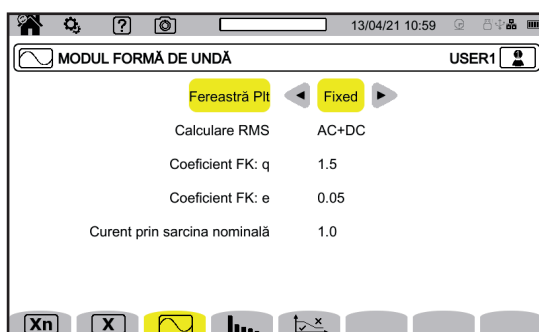 13/04/21 10:59
MODUL FORMĂ DE UNDĂ USER1
Fereastră Plt Fixed
Calculare RMS AC+DC
Coeficient FK: q 1.5
Coeficient FK: e 0.05
Curent prin sarcina nominală 1.0
Xn X